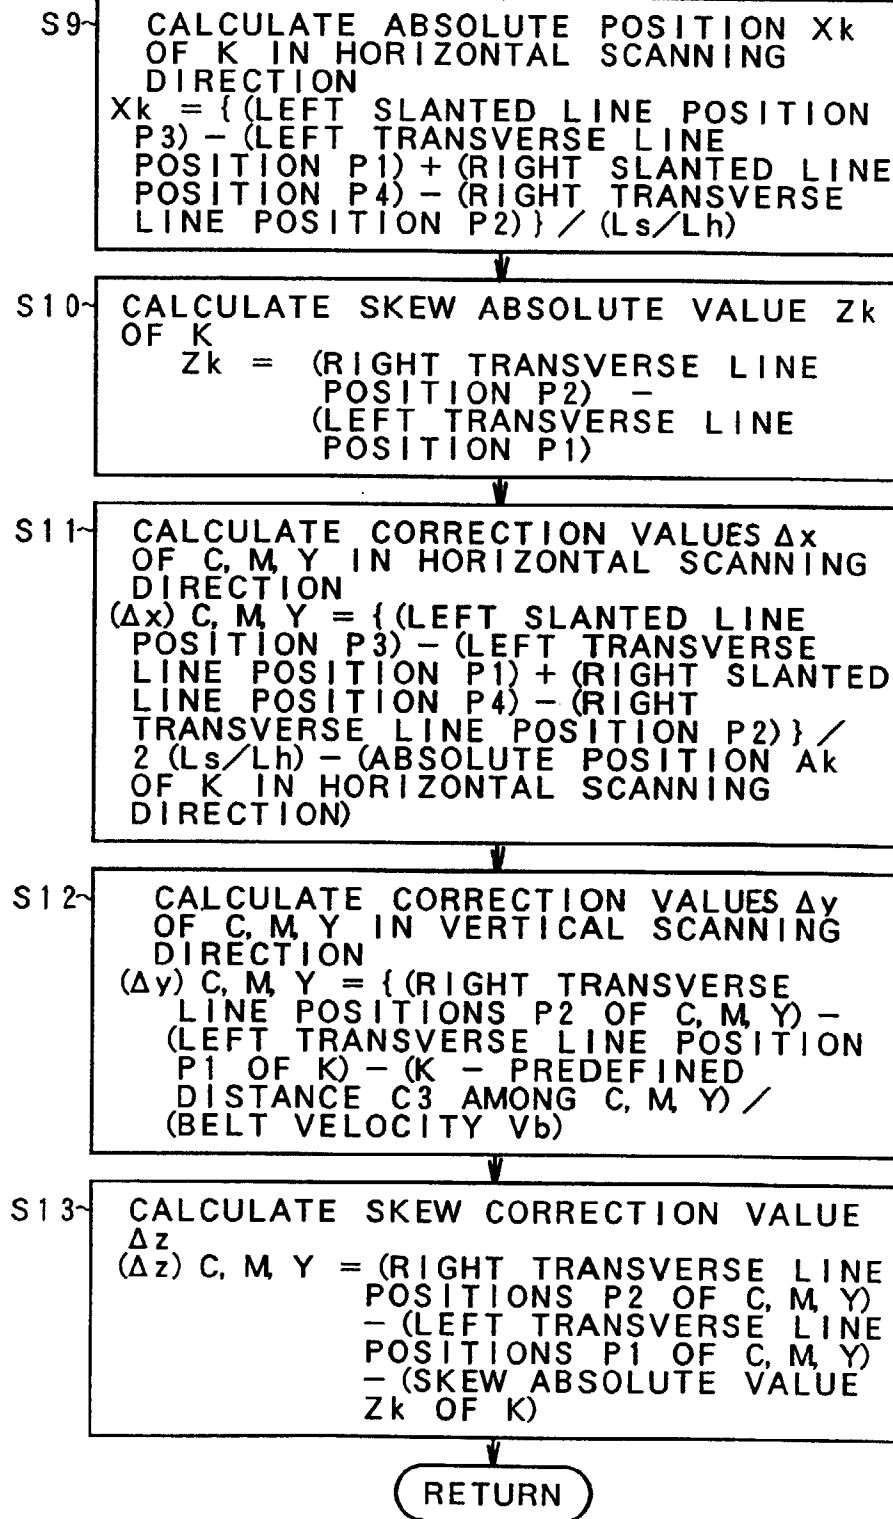 S9 CALCULATE ABSOLUTE POSITION Xk
OF K IN HORIZONTAL SCANNING
DIRECTION
Xk = {(LEFT SLANTED LINE POSITION
P3) − (LEFT TRANSVERSE LINE
POSITION P1) + (RIGHT SLANTED LINE
POSITION P4) − (RIGHT TRANSVERSE
LINE POSITION P2)} / (Ls/Lh)
S10 CALCULATE SKEW ABSOLUTE VALUE Zk
OF K
Zk = (RIGHT TRANSVERSE LINE
POSITION P2) −
(LEFT TRANSVERSE LINE
POSITION P1)
S11 CALCULATE CORRECTION VALUES Δx
OF C, M, Y IN HORIZONTAL SCANNING
DIRECTION
(Δx) C, M, Y = {(LEFT SLANTED LINE
POSITION P3) − (LEFT TRANSVERSE
LINE POSITION P1) + (RIGHT SLANTED
LINE POSITION P4) − (RIGHT
TRANSVERSE LINE POSITION P2)} /
2 (Ls/Lh) − (ABSOLUTE POSITION Ak
OF K IN HORIZONTAL SCANNING
DIRECTION)
S12 CALCULATE CORRECTION VALUES Δy
OF C, M, Y IN VERTICAL SCANNING
DIRECTION
(Δy) C, M, Y = {(RIGHT TRANSVERSE
LINE POSITIONS P2 OF C, M, Y) −
(LEFT TRANSVERSE LINE POSITION
P1 OF K) − (K − PREDEFINED
DISTANCE C3 AMONG C, M, Y) /
(BELT VELOCITY Vb)
S13 CALCULATE SKEW CORRECTION VALUE
Δz
(Δz) C, M, Y = (RIGHT TRANSVERSE LINE
POSITIONS P2 OF C, M, Y)
− (LEFT TRANSVERSE LINE
POSITIONS P1 OF C, M, Y)
− (SKEW ABSOLUTE VALUE
Zk OF K)
RETURN